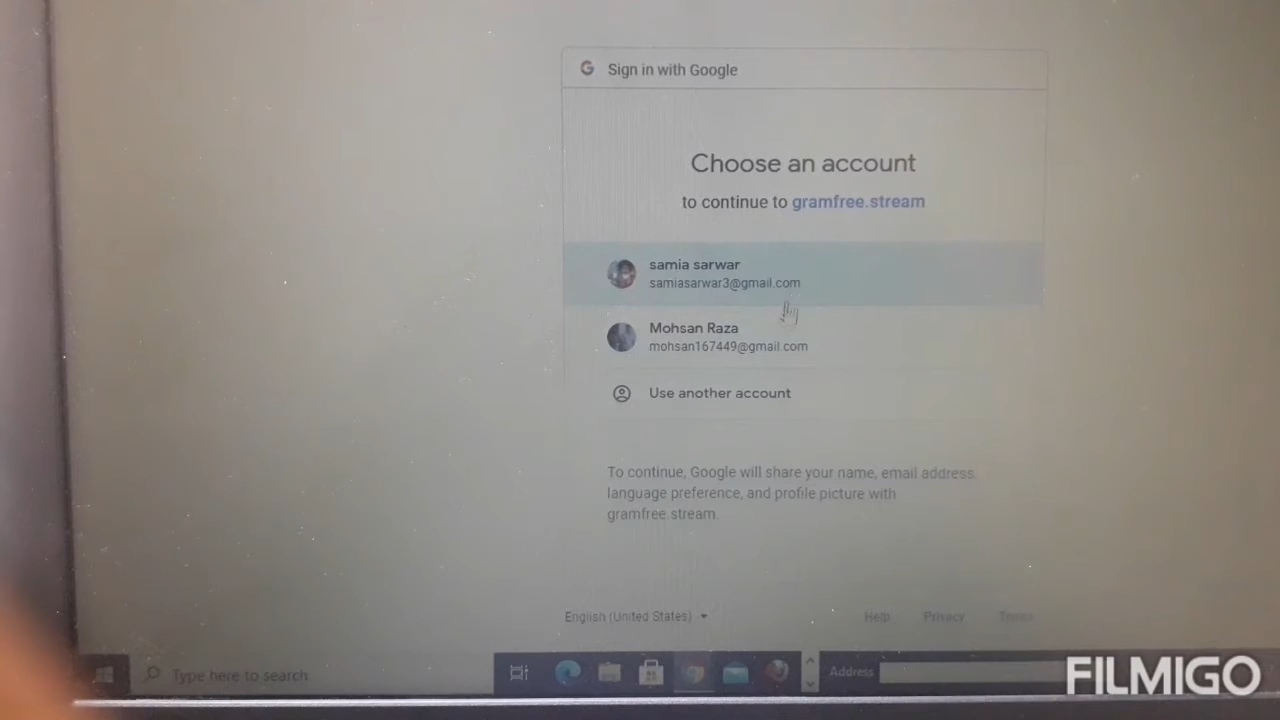 Sign in with Google
Choose an account
to continue to gramfree.stream
samia sarwar
samiasarwar3@gmail.com
Mohsan Raza
mohsan167449@gmail.com
Use another account
To continue, Google will share your name, email address,
language preference, and profile picture with
gramfree.stream.
English (United States)
Help Privacy Terms
Type here to search
Address
FILMIGO